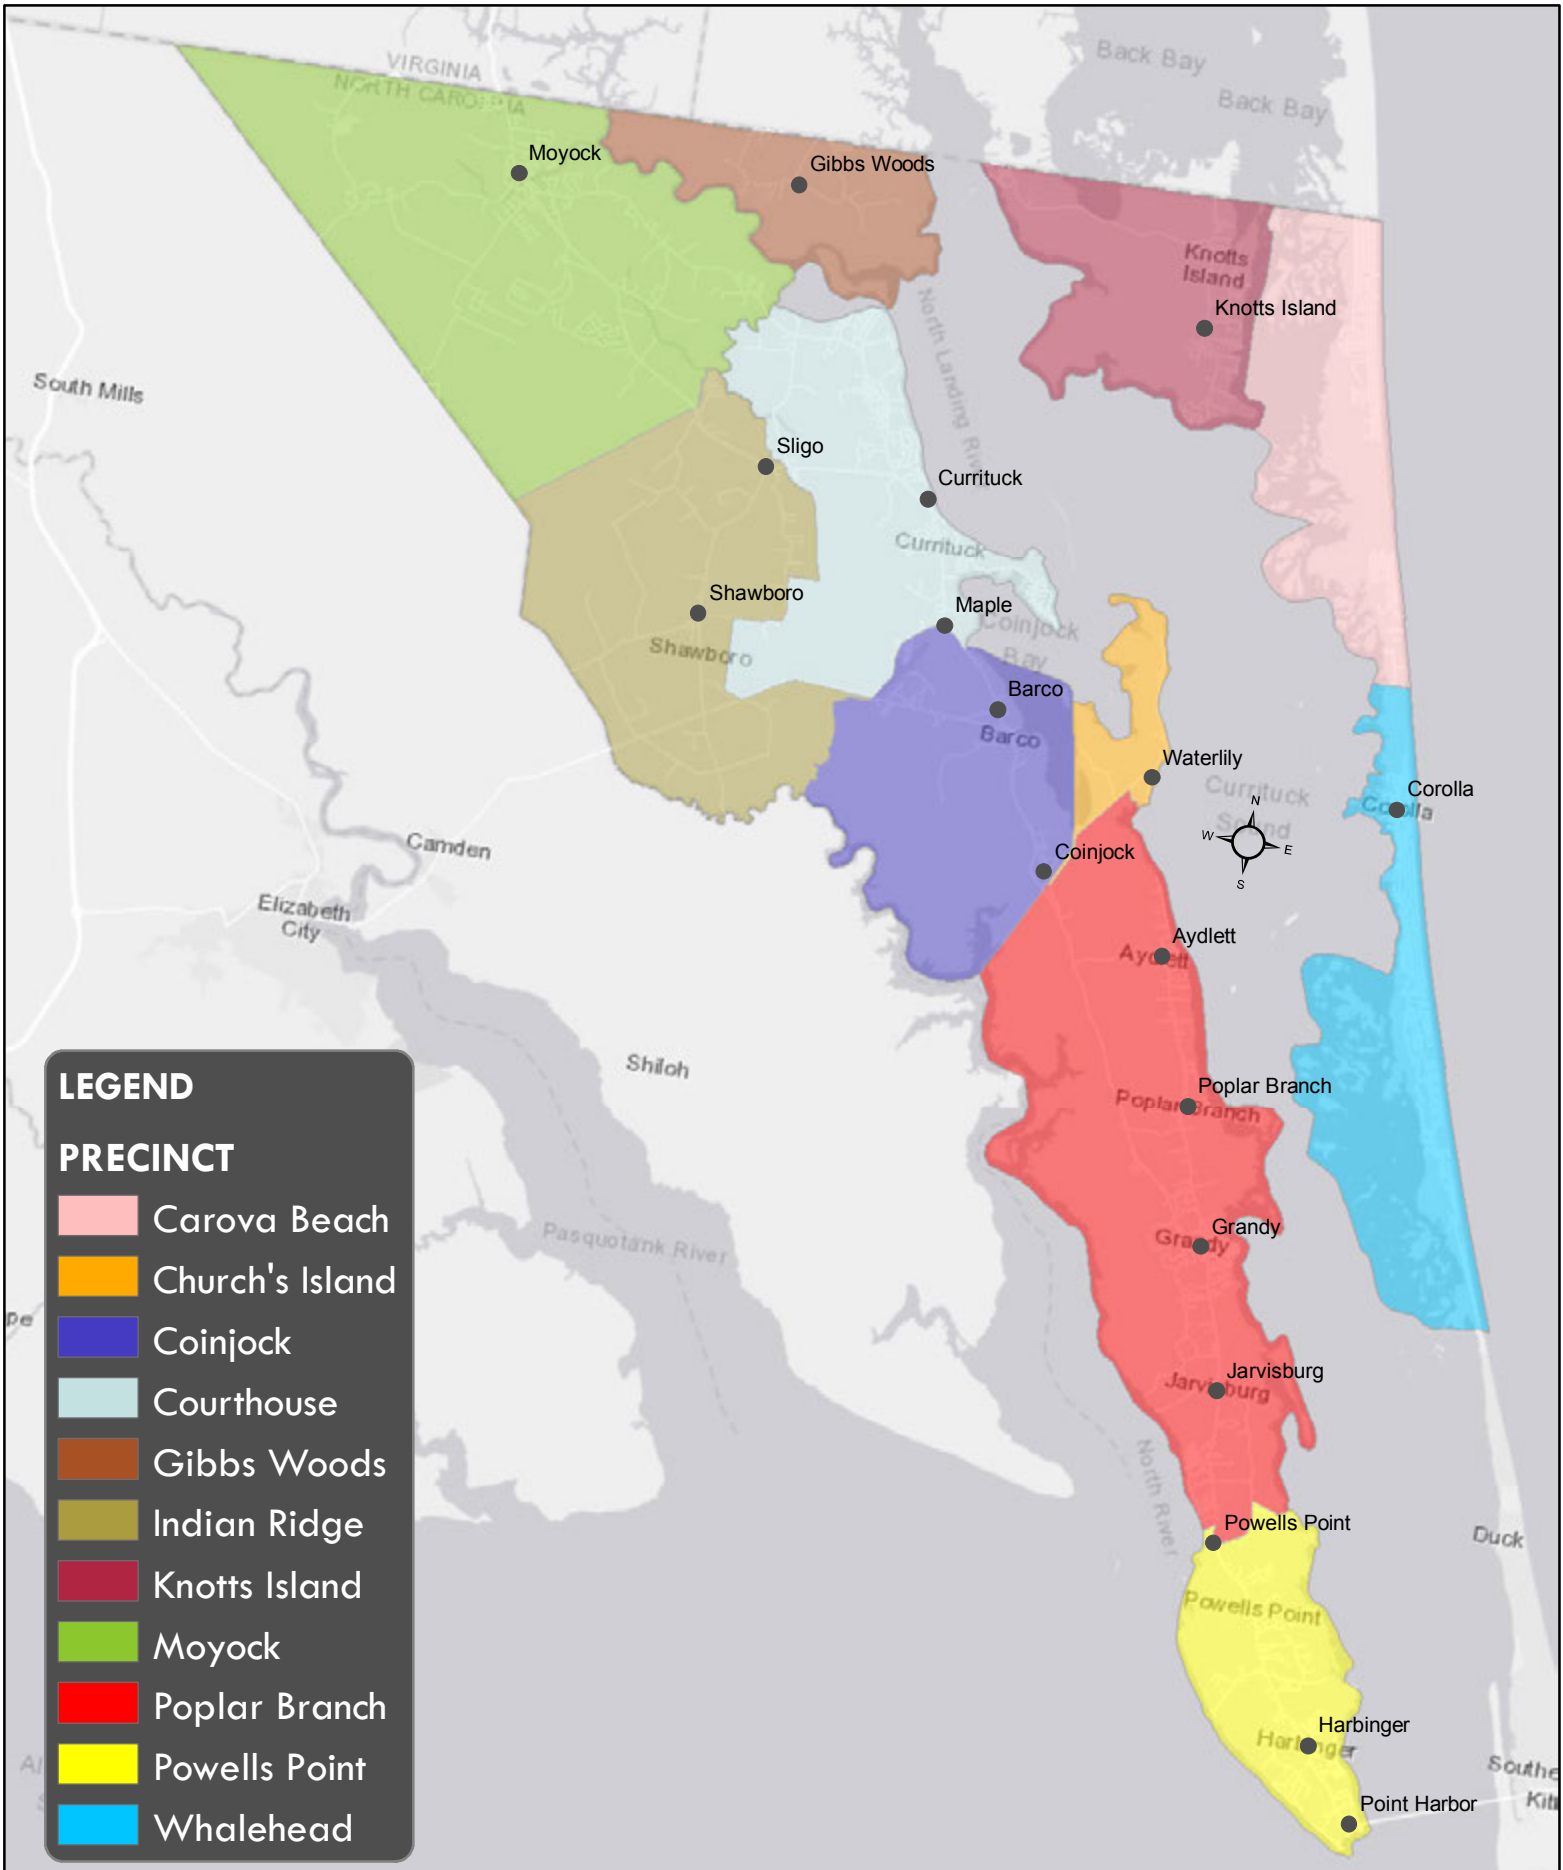 VIRGINIA
NORTH CAROLINA
Back Bay
Back Bay
Moyock
Gibbs Woods
Knotts
Island
Knotts Island
North Landing River
South Mills
Sligo
Currituck
Currituck
Shawboro
Shawboro
Maple
Coinjock
Bay
Barco
Barco
Waterlily
Currituck
Sound
Corolla
Corolla
N
W
E
S
Camden
Coinjock
Elizabeth
City
Aydlett
Aydlett
Shiloh
Poplar Branch
Poplar Branch
Pasquotank River
Grandy
Grandy
Jarvisburg
Jarvisburg
North River
Powells Point
Powells Point
Duck
Harbinger
Harbinger
Point Harbor
Southe
Kit
pe
LEGEND
PRECINCT
Carova Beach
Church's Island
Coinjock
Courthouse
Gibbs Woods
Indian Ridge
Knotts Island
Moyock
Poplar Branch
Powells Point
Whalehead